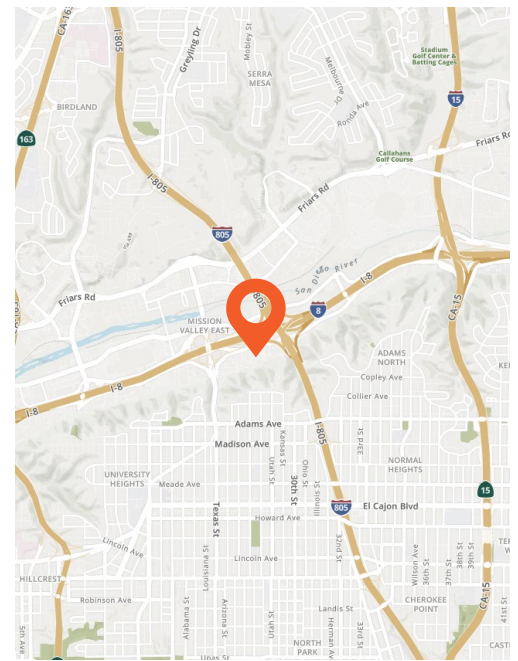 CA-163
I-805
Greyling Dr
Mobley St
Stadium
Golf Center &
Batting Cages
SERRA
MESA
Melbourne
Dr
15
BIRDLAND
Ronda Ave
163
Friars Rd
Callahans
Golf Course
I-805
Friars Rd
805
San Diego River
I-8
805
Friars Rd
8
CA-15
MISSION
VALLEY EAST
ADAMS
NORTH
Copley Ave
I-8
Collier Ave
I-8
Adams Ave
I-805
Madison Ave
Kansas St
33rd St
Utah St
Ohio St
NORMAL
HEIGHTS
UNIVERSITY
HEIGHTS
Meade Ave
30th St
Illinois St
15
Texas St
805
El Cajon Blvd
Howard Ave
Lincoln Ave
32nd St
Louisiana St
Lincoln Ave
Wilson Ave
36th St
37th St
38th St
39th St
HILLCREST
Robinson Ave
Alabama St
Arizona St
Utah St
Landis St
CHEROKEE
POINT
CA-15
41st St
5th Ave
NORTH
PARK
Herman Av
33rd St
Upas St